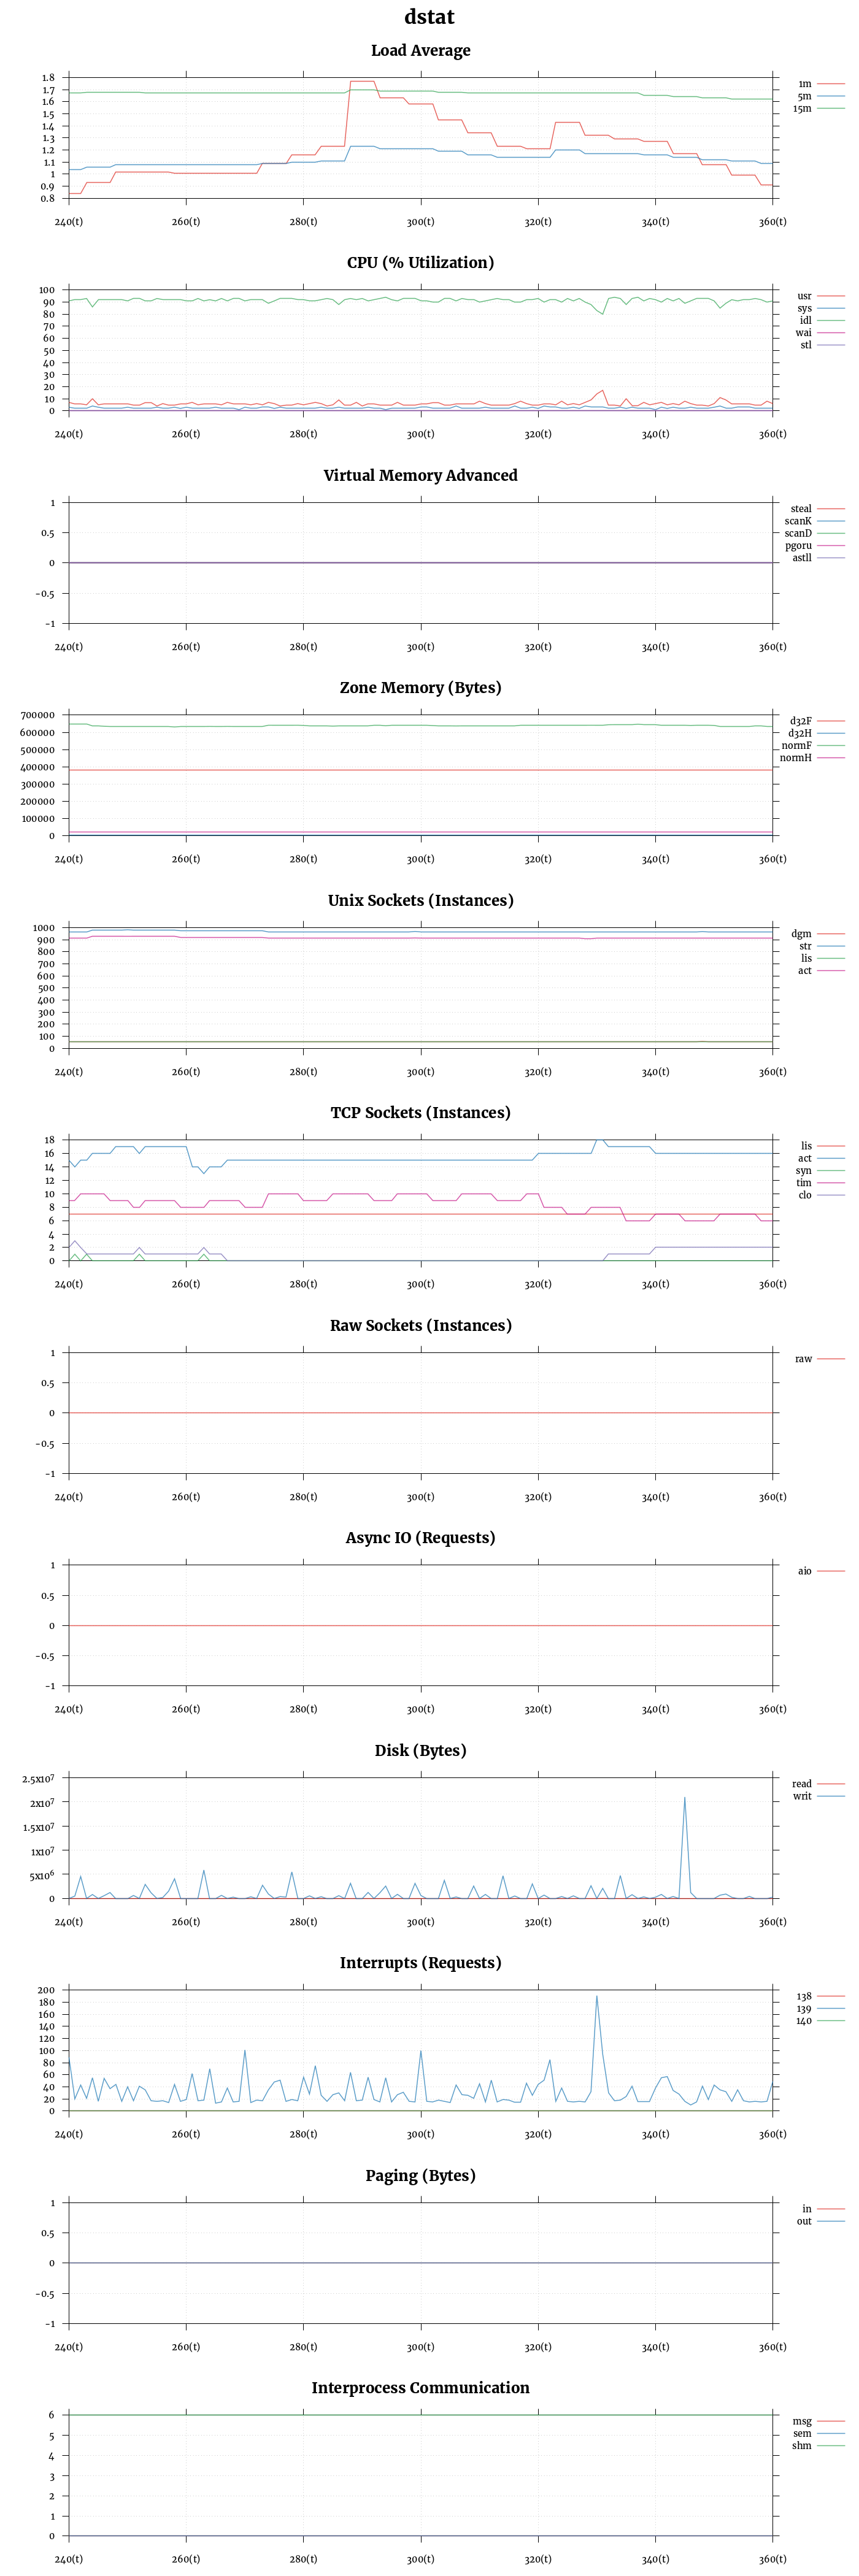 dstat
Load Average
1.8
1.7
1.6
1.5
1.4
1.3
1.2
1.1
1
0.9
0.8
240(t) 260(t) 280(t) 300(t) 320(t) 340(t) 360(t)
1m
5m
15m
CPU (% Utilization)
100
90
80
70
60
50
40
30
20
10
0
240(t) 260(t) 280(t) 300(t) 320(t) 340(t) 360(t)
usr
sys
idl
wai
stl
Virtual Memory Advanced
1
0.5
0
-0.5
-1
240(t) 260(t) 280(t) 300(t) 320(t) 340(t) 360(t)
steal
scanK
scanD
pgoru
astll
Zone Memory (Bytes)
700000
600000
500000
400000
300000
200000
100000
0
240(t) 260(t) 280(t) 300(t) 320(t) 340(t) 360(t)
d32F
d32H
normF
normH
Unix Sockets (Instances)
1000
900
800
700
600
500
400
300
200
100
0
240(t) 260(t) 280(t) 300(t) 320(t) 340(t) 360(t)
dgm
str
lis
act
TCP Sockets (Instances)
18
16
14
12
10
8
6
4
2
0
240(t) 260(t) 280(t) 300(t) 320(t) 340(t) 360(t)
lis
act
syn
tim
clo
Raw Sockets (Instances)
1
0.5
0
-0.5
-1
240(t) 260(t) 280(t) 300(t) 320(t) 340(t) 360(t)
raw
Async IO (Requests)
1
0.5
0
-0.5
-1
240(t) 260(t) 280(t) 300(t) 320(t) 340(t) 360(t)
aio
Disk (Bytes)
2.5x10⁷
2x10⁷
1.5x10⁷
1x10⁷
5x10⁶
0
240(t) 260(t) 280(t) 300(t) 320(t) 340(t) 360(t)
read
writ
Interrupts (Requests)
200
180
160
140
120
100
80
60
40
20
0
240(t) 260(t) 280(t) 300(t) 320(t) 340(t) 360(t)
138
139
140
Paging (Bytes)
1
0.5
0
-0.5
-1
240(t) 260(t) 280(t) 300(t) 320(t) 340(t) 360(t)
in
out
Interprocess Communication
6
5
4
3
2
1
0
240(t) 260(t) 280(t) 300(t) 320(t) 340(t) 360(t)
msg
sem
shm